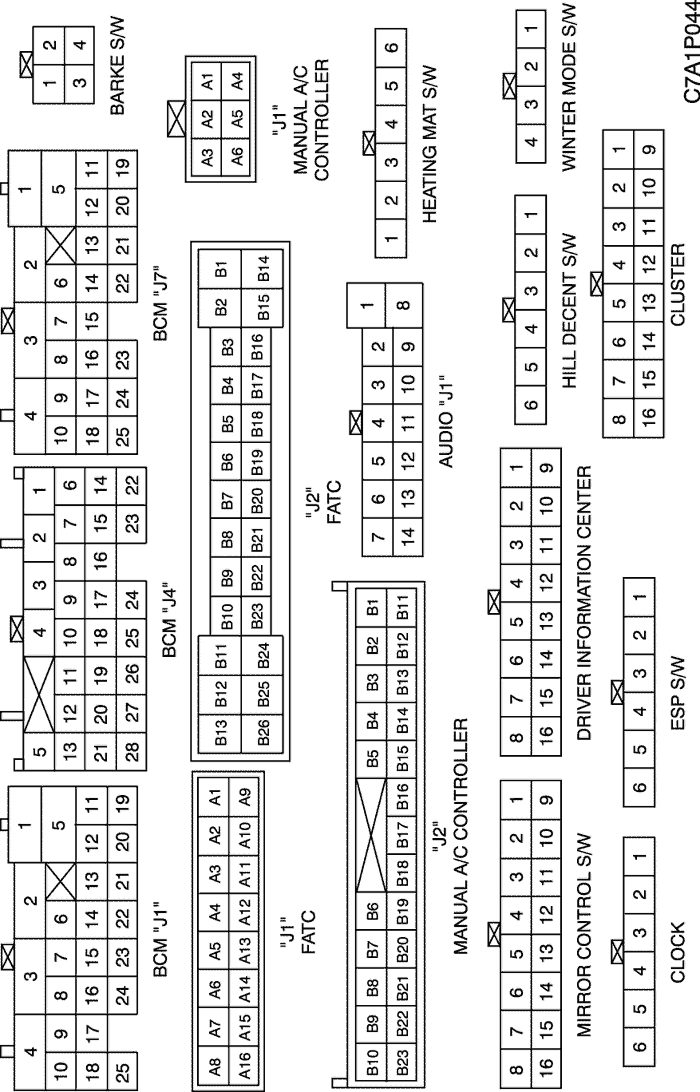 4 3 2 1
10 9 8 7 6 5
18 17 16 15 14 13 12 11
25 24 23 22 21 20 19
BCM "J1"
5 4 3 2 1
13 12 11 10 9 8 7 6
21 20 19 18 17 16 15 14
28 27 26 25 24 23 22
BCM "J4"
4 3 2 1
10 9 8 7 6 5
18 17 16 15 14 13 12 11
25 24 23 22 21 20 19
BCM "J7"
1 2
3 4
BARKE S/W
A8 A7 A6 A5 A4 A3 A2 A1
A16 A15 A14 A13 A12 A11 A10 A9
"J1"
FATC
B13 B12 B11 B10 B9 B8 B7 B6 B5 B4 B3 B2 B1
B26 B25 B24 B23 B22 B21 B20 B19 B18 B17 B16 B15 B14
"J2"
FATC
A3 A2 A1
A6 A5 A4
"J1"
MANUAL A/C
CONTROLLER
B10 B9 B8 B7 B6 B5 B4 B3 B2 B1
B23 B22 B21 B20 B19 B18 B17 B16 B15 B14 B13 B12 B11
"J2"
MANUAL A/C CONTROLLER
7 6 5 4 3 2 1
14 13 12 11 10 9 8
AUDIO "J1"
1 2 3 4 5 6
HEATING MAT S/W
8 7 6 5 4 3 2 1
16 15 14 13 12 11 10 9
MIRROR CONTROL S/W
8 7 6 5 4 3 2 1
16 15 14 13 12 11 10 9
DRIVER INFORMATION CENTER
6 5 4 3 2 1
HILL DECENT S/W
4 3 2 1
WINTER MODE S/W
6 5 4 3 2 1
CLOCK
6 5 4 3 2 1
ESP S/W
8 7 6 5 4 3 2 1
16 15 14 13 12 11 10 9
CLUSTER
C7A1P044